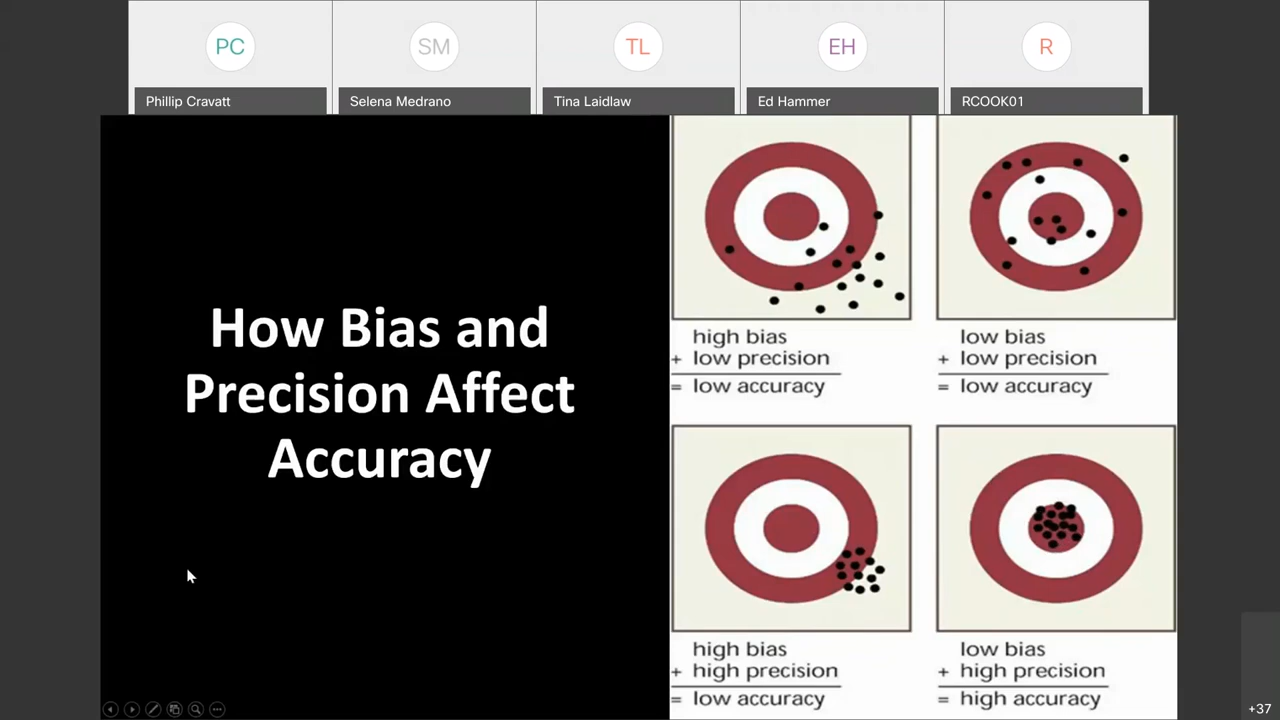 PC
SM
TL
EH
R
Phillip Cravatt
Selena Medrano
Tina Laidlaw
Ed Hammer
RCOOK01
How Bias and
Precision Affect
Accuracy
high bias
+ low precision
= low accuracy
low bias
+ low precision
= low accuracy
high bias
+ high precision
= low accuracy
low bias
+ high precision
= high accuracy
+37